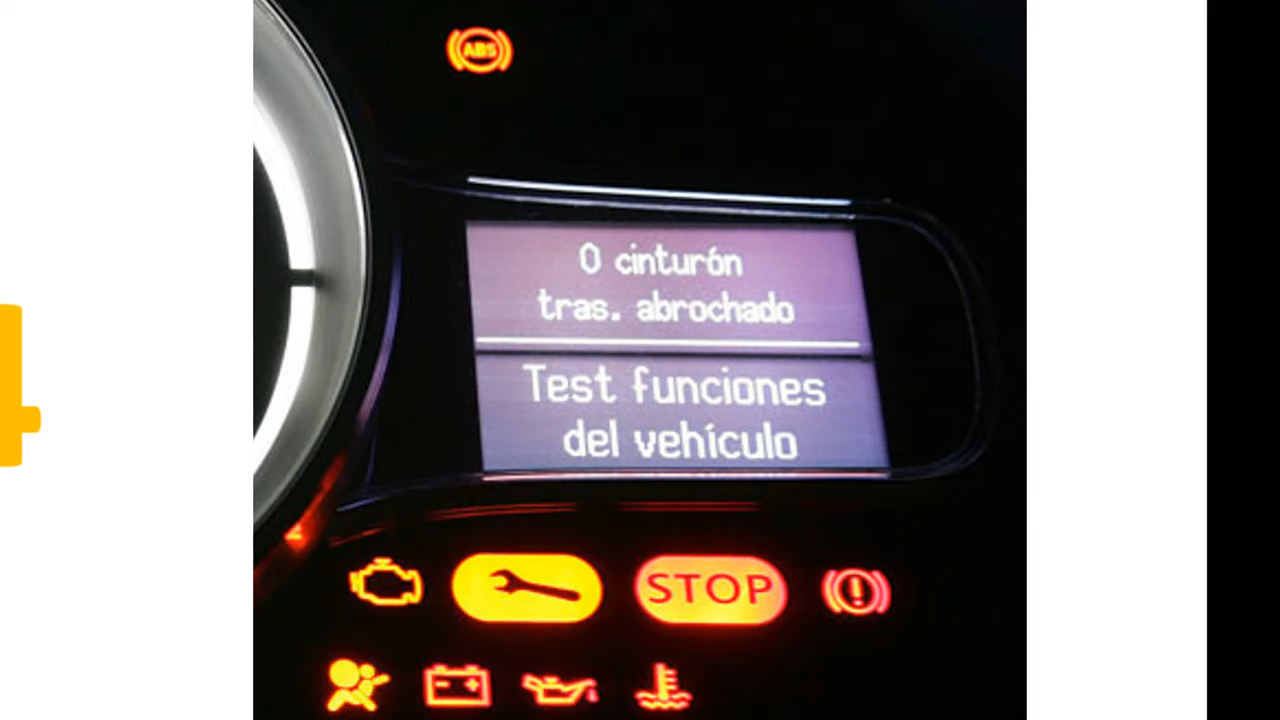 ABS
0 cinturón
tras. abrochado
Test funciones
del vehículo
STOP